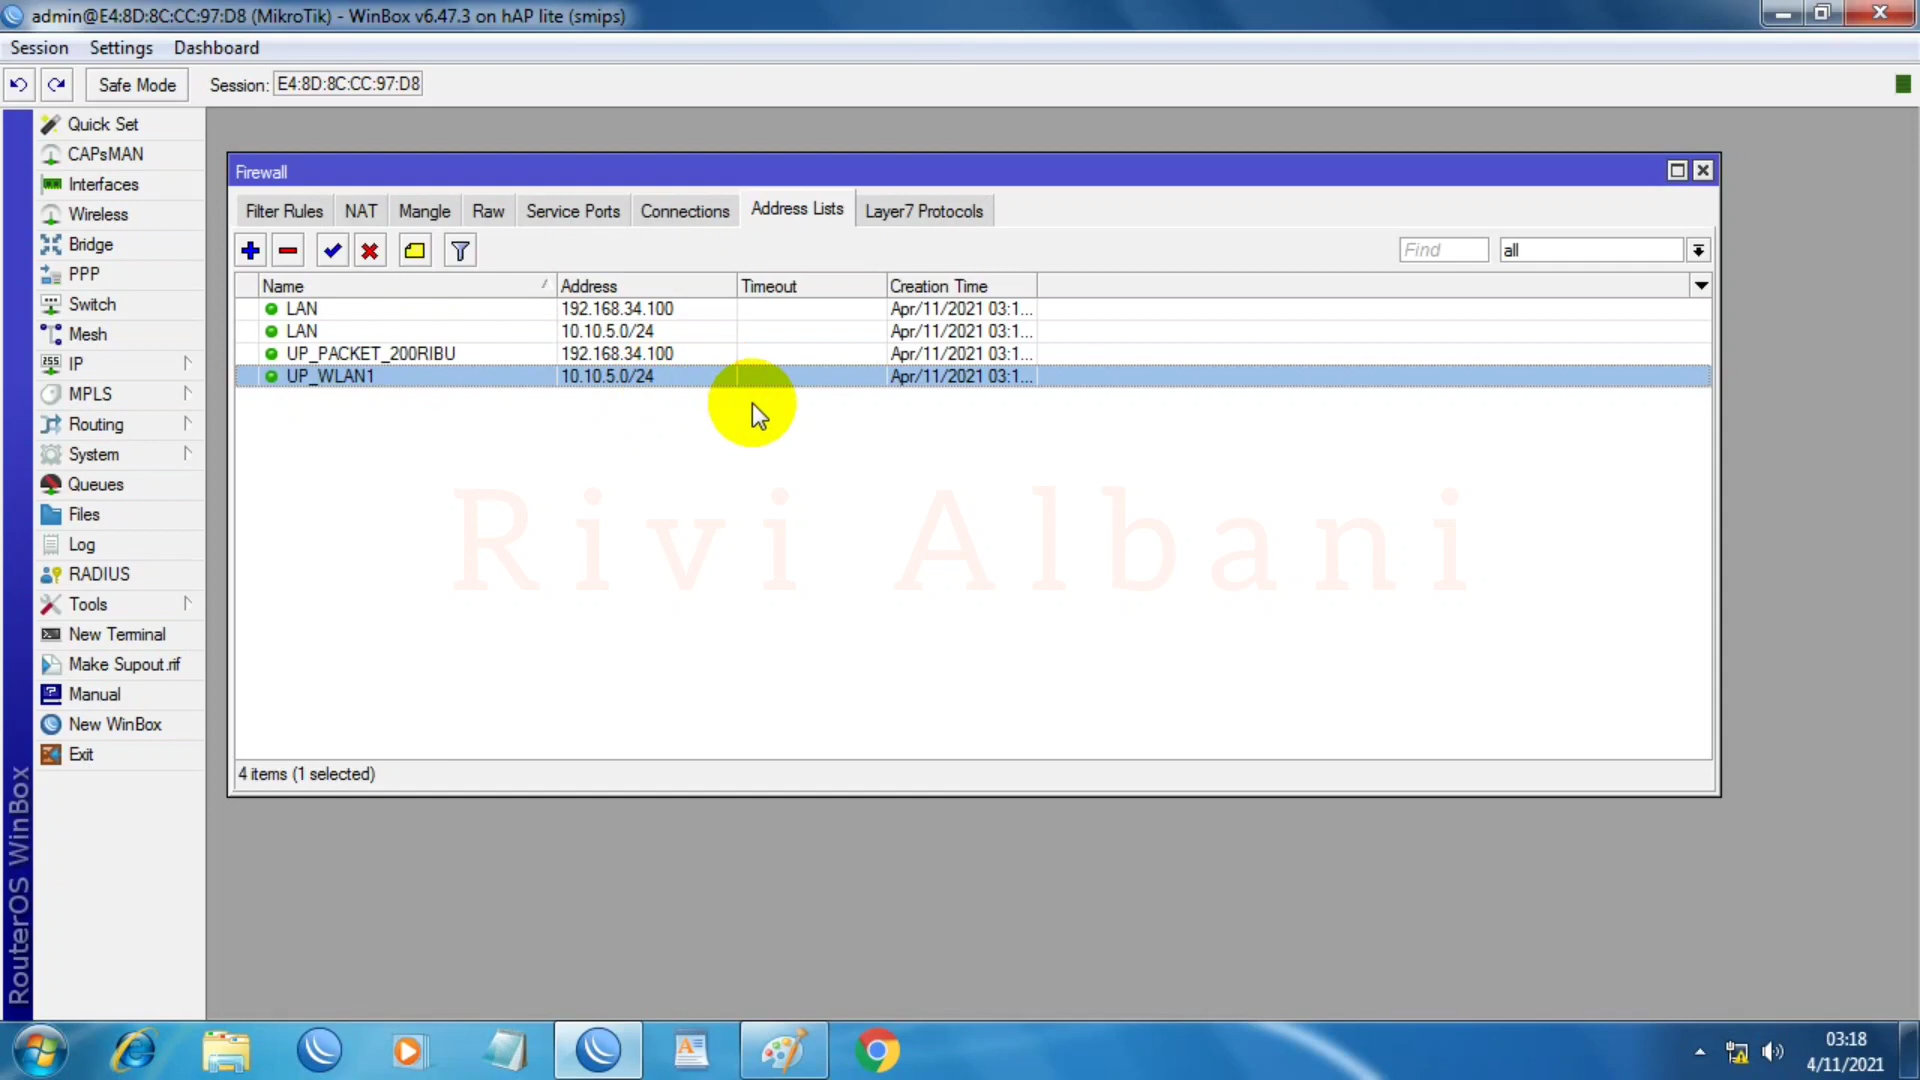 admin@E4:8D:8C:CC:97:D8 (MikroTik) - WinBox v6.47.3 on hAP lite (smips)
Session Settings Dashboard
Safe Mode Session: E4:8D:8C:CC:97:D8
Quick Set
CAPsMAN
Interfaces
Wireless
Bridge
PPP
Switch
Mesh
IP
MPLS
Routing
System
Queues
Files
Log
RADIUS
Tools
New Terminal
Make Supout.rif
Manual
New WinBox
Exit
RouterOS WinBox
Firewall
Filter Rules NAT Mangle Raw Service Ports Connections Address Lists Layer7 Protocols
Find all
Name Address Timeout Creation Time
LAN 192.168.34.100 Apr/11/2021 03:1...
LAN 10.10.5.0/24 Apr/11/2021 03:1...
UP_PACKET_200RIBU 192.168.34.100 Apr/11/2021 03:1...
UP_WLAN1 10.10.5.0/24 Apr/11/2021 03:1...
Rivi Albani
4 items (1 selected)
03:18
4/11/2021